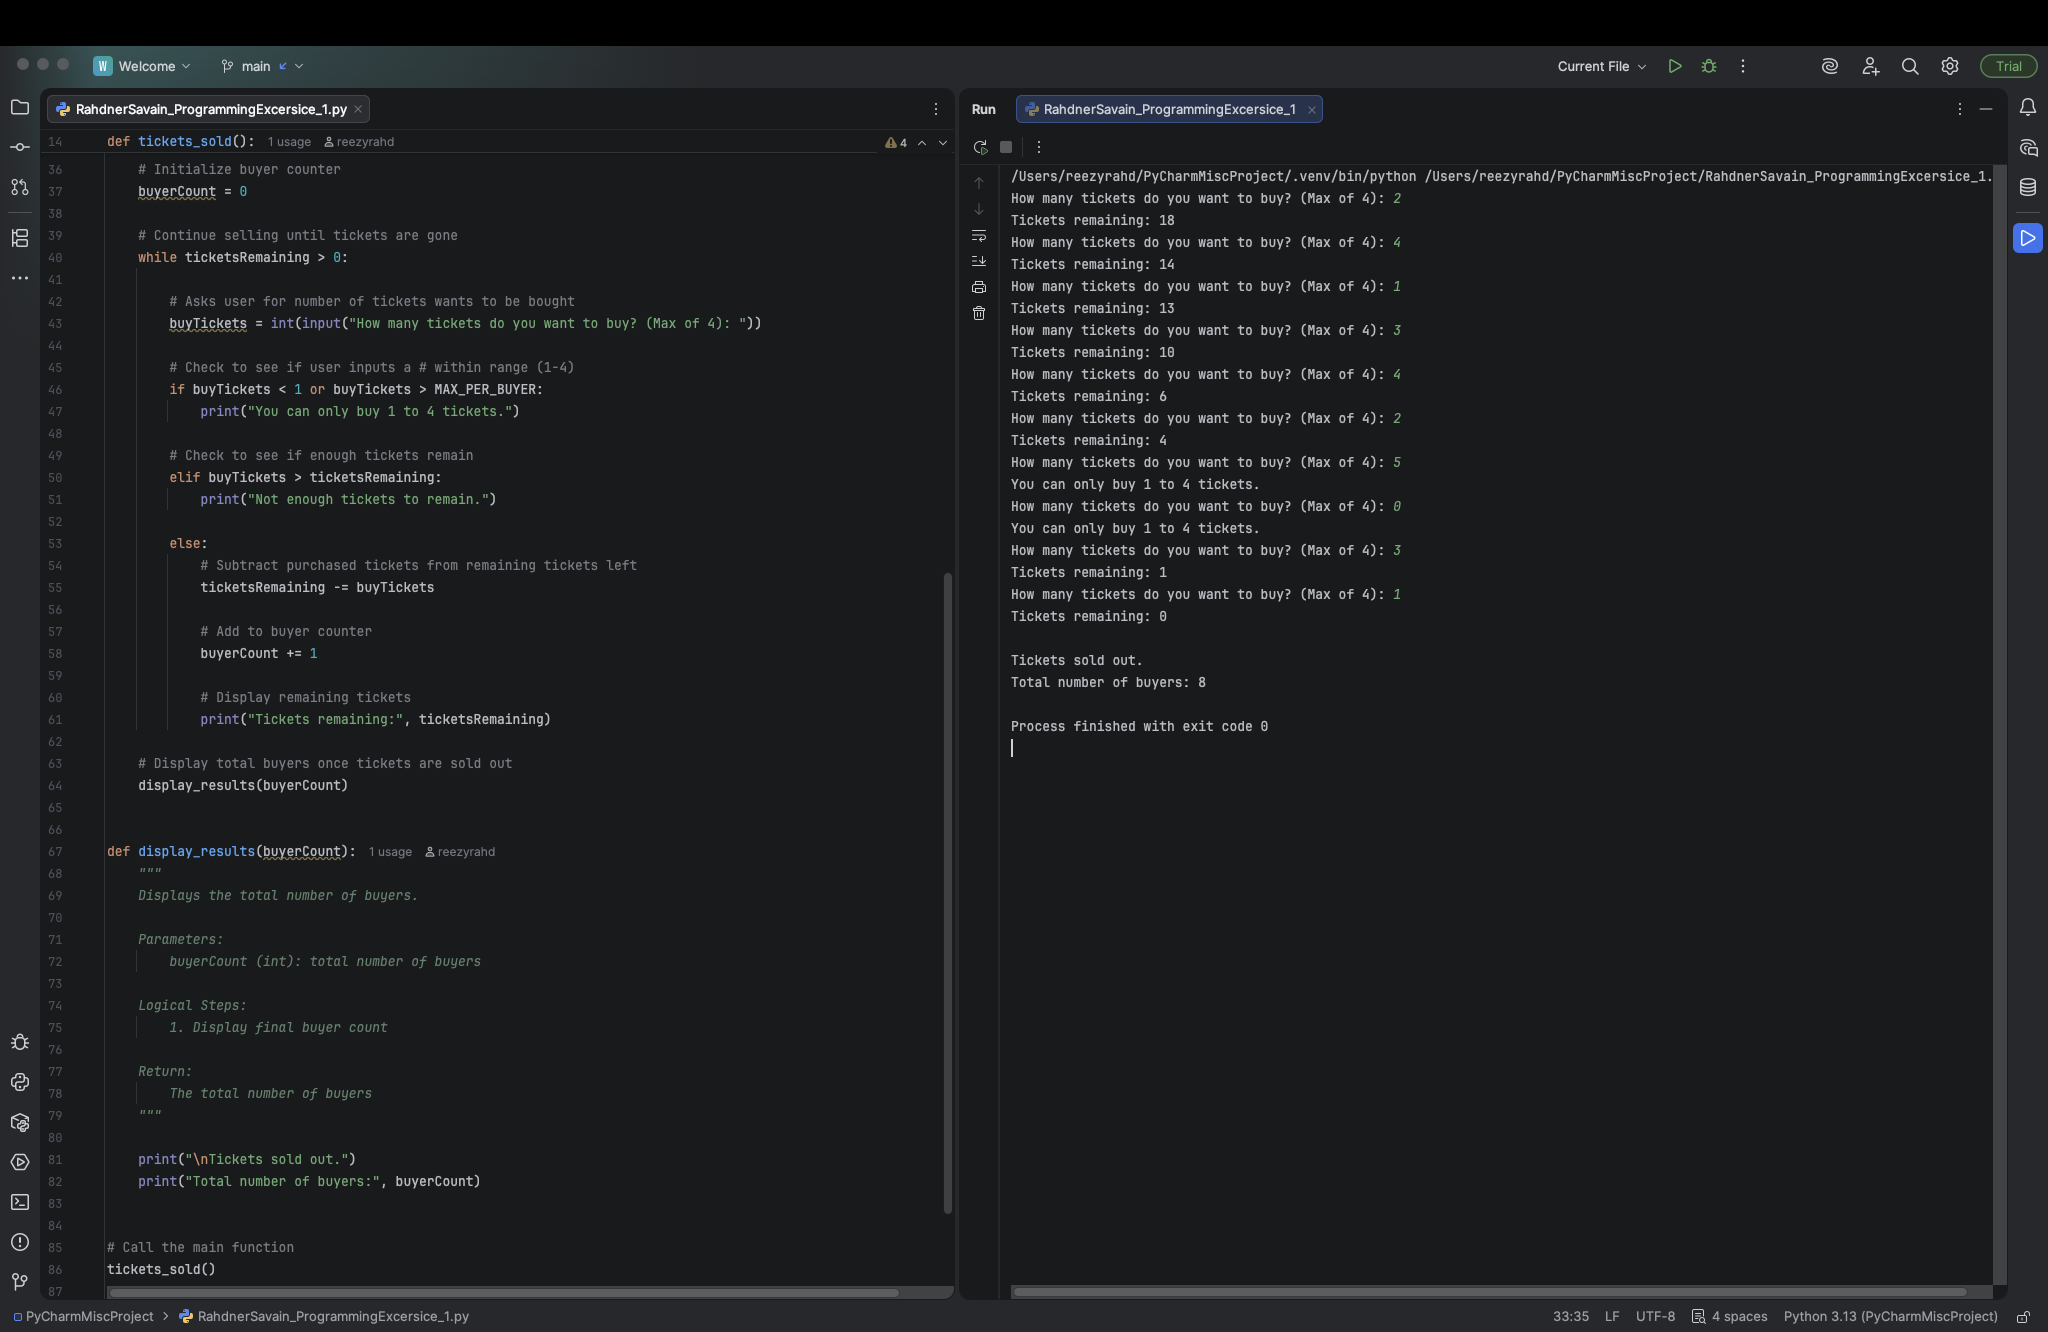 W Welcome main Current File Trial
RahdnerSavain_ProgrammingExcersice_1.py
14 def tickets_sold(): 1 usage reezyrahd 4
36 # Initialize buyer counter
37 buyerCount = 0
38
39 # Continue selling until tickets are gone
40 while ticketsRemaining > 0:
41
42 # Asks user for number of tickets wants to be bought
43 buyTickets = int(input("How many tickets do you want to buy? (Max of 4): "))
44
45 # Check to see if user inputs a # within range (1-4)
46 if buyTickets < 1 or buyTickets > MAX_PER_BUYER:
47 print("You can only buy 1 to 4 tickets.")
48
49 # Check to see if enough tickets remain
50 elif buyTickets > ticketsRemaining:
51 print("Not enough tickets to remain.")
52
53 else:
54 # Subtract purchased tickets from remaining tickets left
55 ticketsRemaining -= buyTickets
56
57 # Add to buyer counter
58 buyerCount += 1
59
60 # Display remaining tickets
61 print("Tickets remaining:", ticketsRemaining)
62
63 # Display total buyers once tickets are sold out
64 display_results(buyerCount)
65
66
67 def display_results(buyerCount): 1 usage reezyrahd
68 """
69 Displays the total number of buyers.
70
71 Parameters:
72 buyerCount (int): total number of buyers
73
74 Logical Steps:
75 1. Display final buyer count
76
77 Return:
78 The total number of buyers
79 """
80
81 print("\nTickets sold out.")
82 print("Total number of buyers:", buyerCount)
83
84
85 # Call the main function
86 tickets_sold()
87
Run RahdnerSavain_ProgrammingExcersice_1
/Users/reezyrahd/PyCharmMiscProject/.venv/bin/python /Users/reezyrahd/PyCharmMiscProject/RahdnerSavain_ProgrammingExcersice_1.
How many tickets do you want to buy? (Max of 4): 2
Tickets remaining: 18
How many tickets do you want to buy? (Max of 4): 4
Tickets remaining: 14
How many tickets do you want to buy? (Max of 4): 1
Tickets remaining: 13
How many tickets do you want to buy? (Max of 4): 3
Tickets remaining: 10
How many tickets do you want to buy? (Max of 4): 4
Tickets remaining: 6
How many tickets do you want to buy? (Max of 4): 2
Tickets remaining: 4
How many tickets do you want to buy? (Max of 4): 5
You can only buy 1 to 4 tickets.
How many tickets do you want to buy? (Max of 4): 0
You can only buy 1 to 4 tickets.
How many tickets do you want to buy? (Max of 4): 3
Tickets remaining: 1
How many tickets do you want to buy? (Max of 4): 1
Tickets remaining: 0
Tickets sold out.
Total number of buyers: 8
Process finished with exit code 0
PyCharmMiscProject > RahdnerSavain_ProgrammingExcersice_1.py 33:35 LF UTF-8 4 spaces Python 3.13 (PyCharmMiscProject)